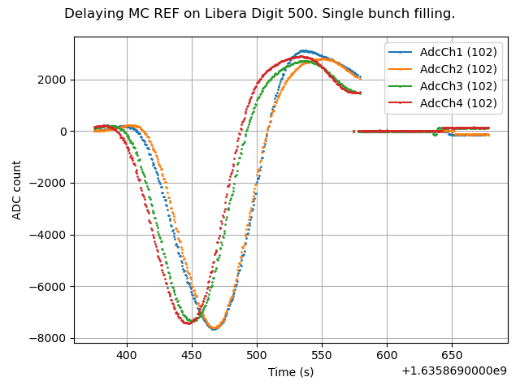 Delaying MC REF on Libera Digit 500. Single bunch filling.
AdcCh1 (102)
AdcCh2 (102)
AdcCh3 (102)
AdcCh4 (102)
ADC count
2000
0
−2000
−4000
−6000
−8000
400 450 500 550 600 650
Time (s)
+1.6358690000e9